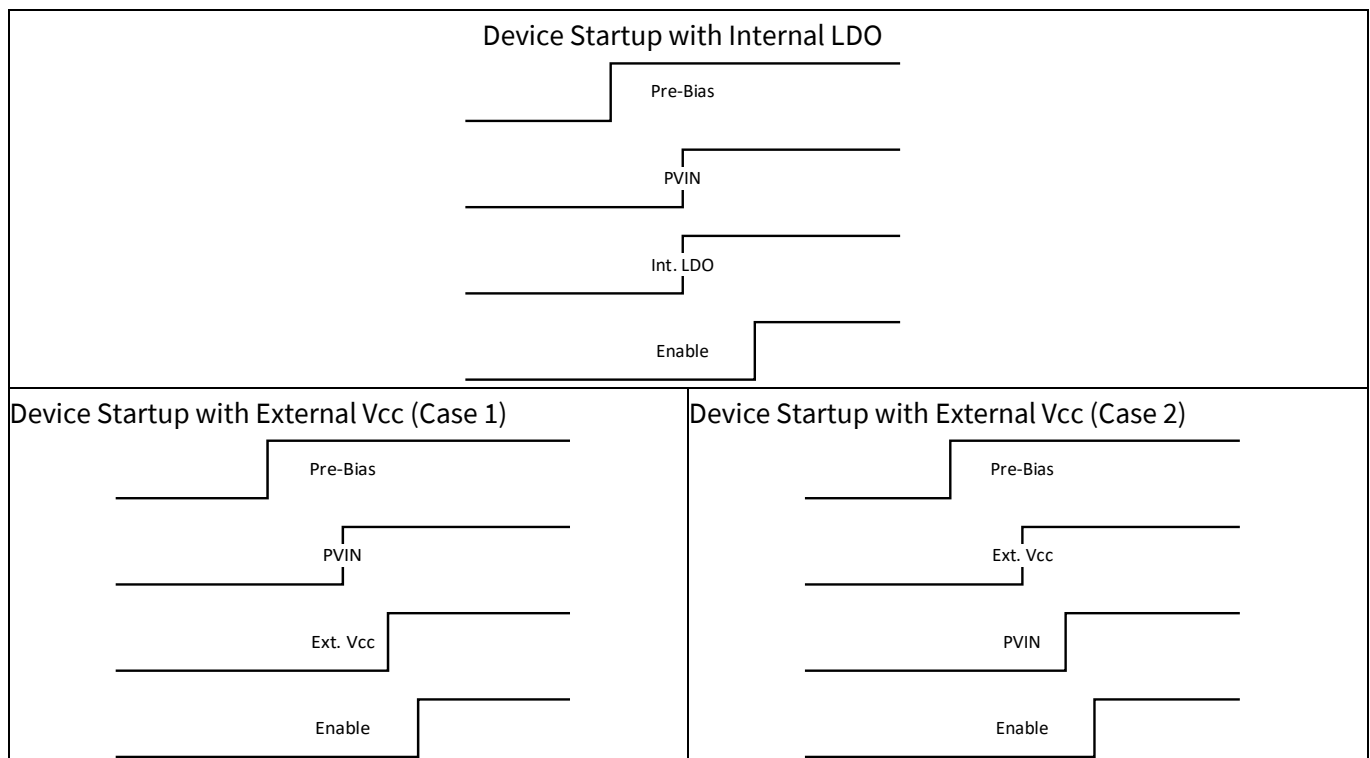 Device Startup with Internal LDO
Pre-Bias
PVIN
Int. LDO
Enable
Device Startup with External Vcc (Case 1)
Pre-Bias
PVIN
Ext. Vcc
Enable
Device Startup with External Vcc (Case 2)
Pre-Bias
Ext. Vcc
PVIN
Enable